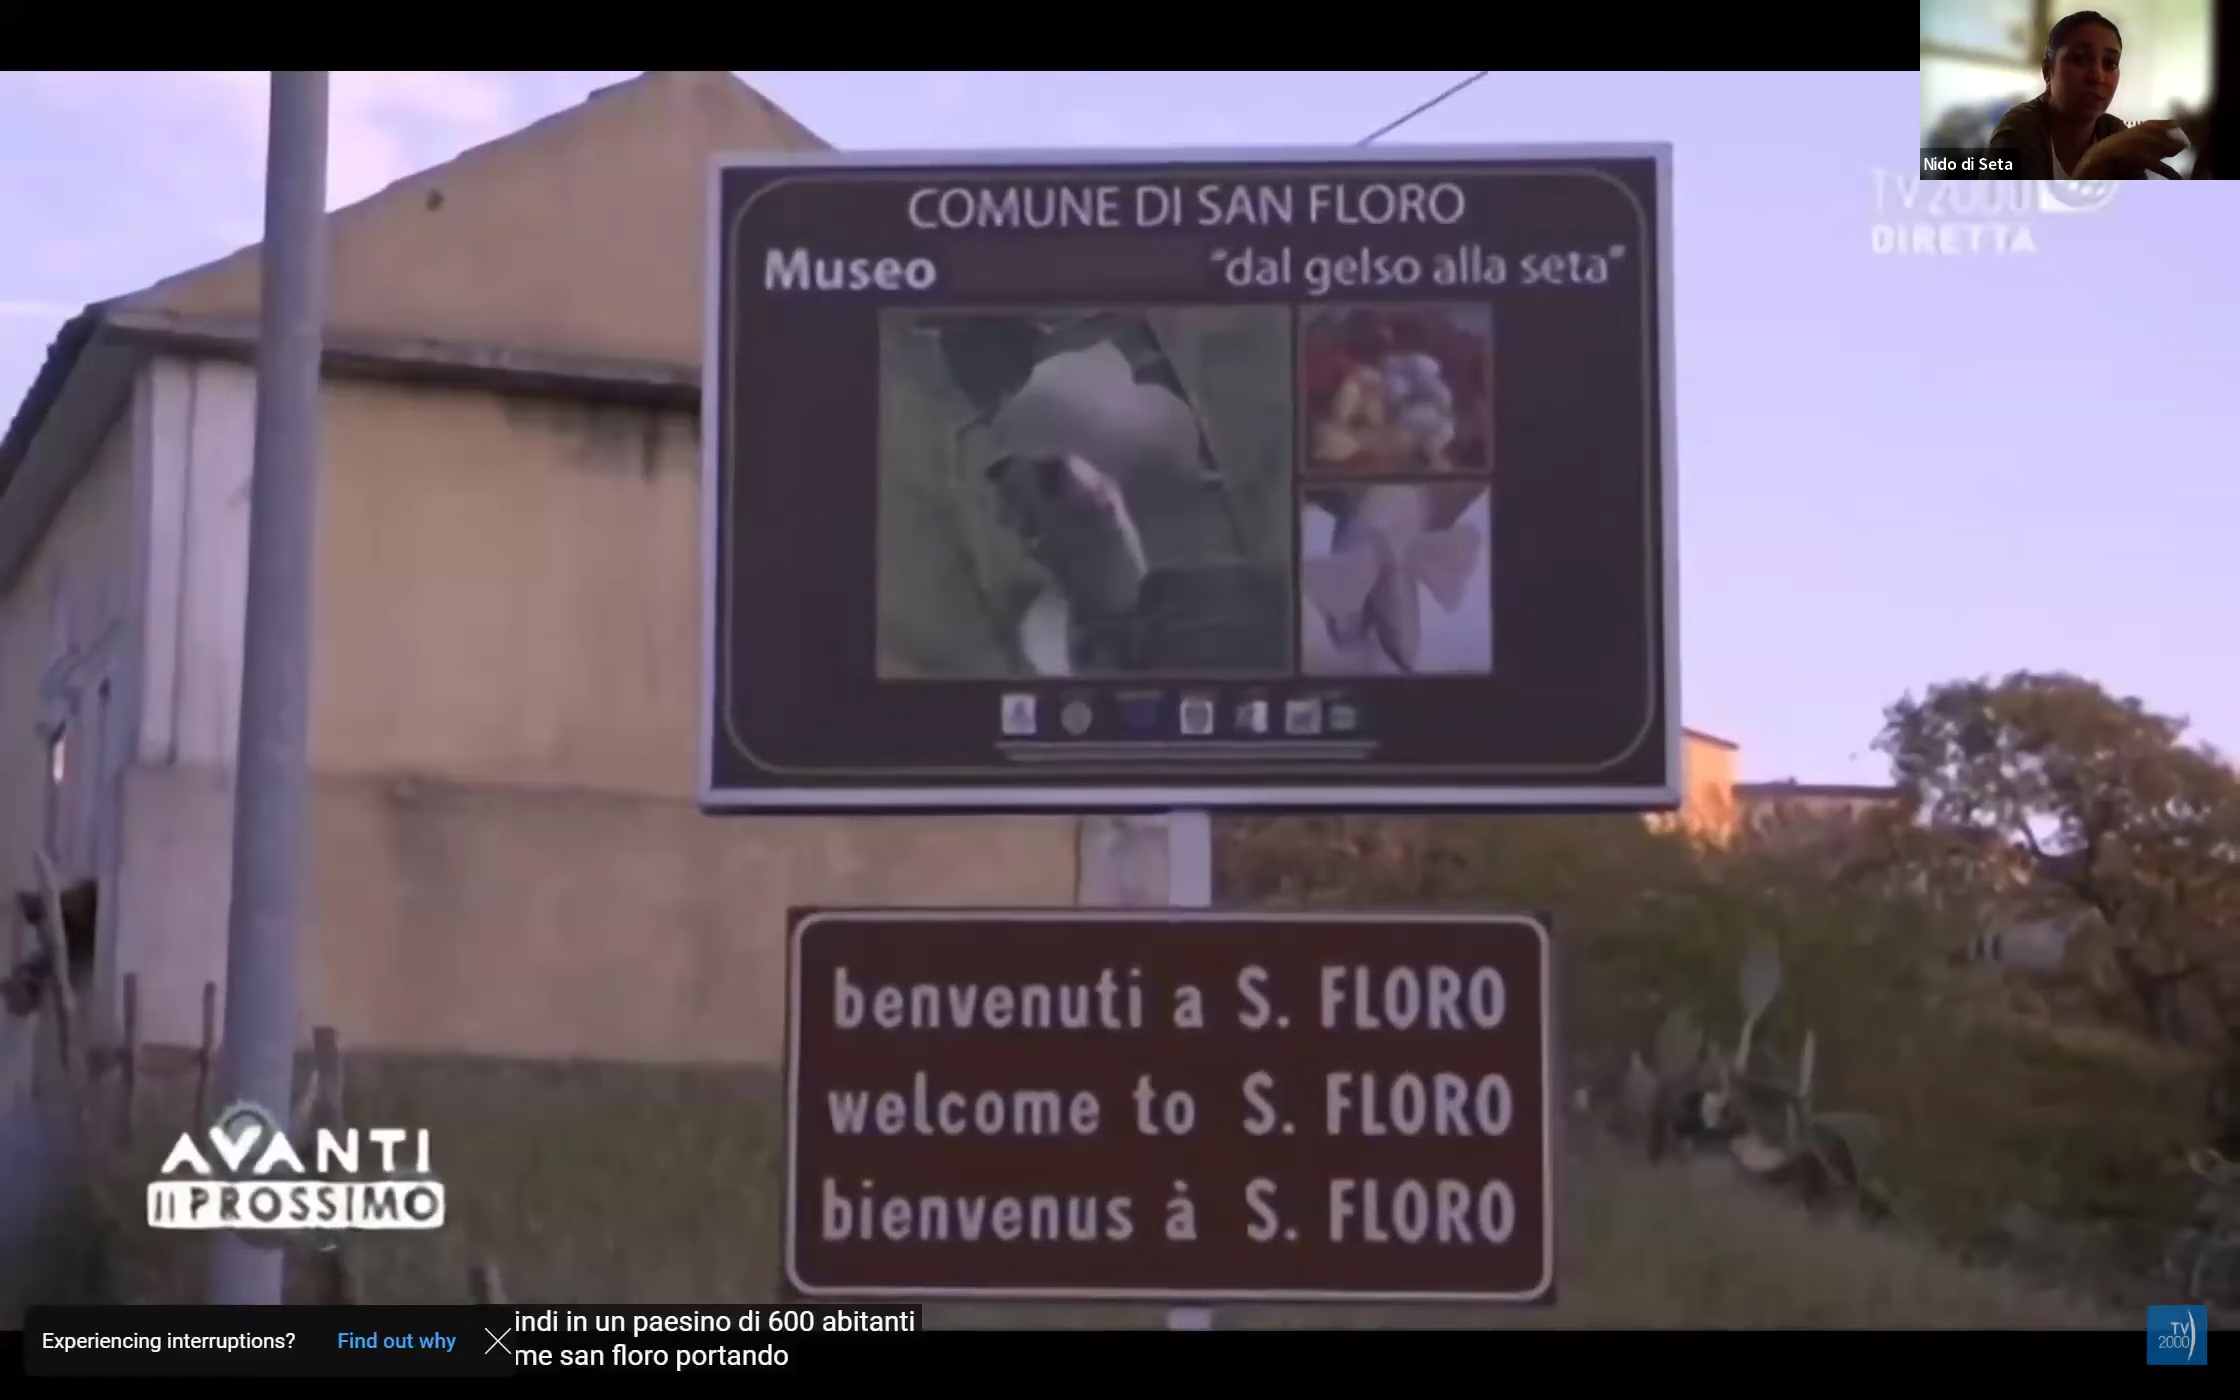 Nido di Seta
TV2000
DIRETTA
COMUNE DI SAN FLORO
Museo "dal gelso alla seta"
benvenuti a S. FLORO
welcome to S. FLORO
bienvenus à S. FLORO
AVANTI
IL PROSSIMO
Experiencing interruptions? Find out why
indi in un paesino di 600 abitanti
me san floro portando
TV
2000